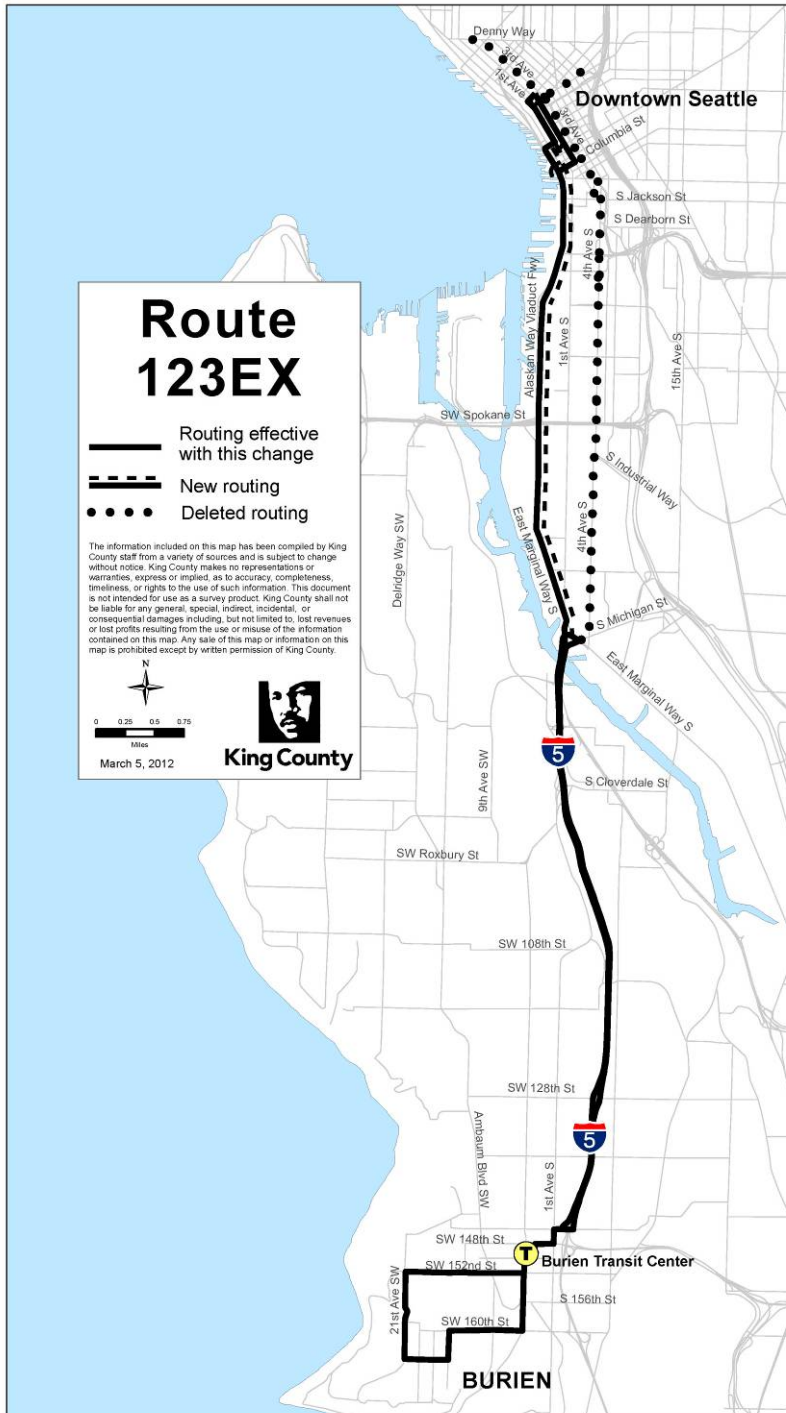 Denny Way
3rd Ave
1st Ave
Downtown Seattle
3rd Ave
Columbia St
S Jackson St
S Dearborn St
4th Ave S
Alaskan Way Viaduct Fwy
1st Ave S
15th Ave S
Route
123EX
Routing effective
with this change
New routing
Deleted routing
The information included on this map has been compiled by King
County staff from a variety of sources and is subject to change
without notice. King County makes no representations or
warranties, express or implied, as to accuracy, completeness,
timeliness, or rights to the use of such information. This document
is not intended for use as a survey product. King County shall not
be liable for any general, special, indirect, incidental, or
consequential damages including, but not limited to, lost revenues
or lost profits resulting from the use or misuse of the information
contained on this map. Any sale of this map or information on this
map is prohibited except by written permission of King County.
N
0 0.25 0.5 0.75
Miles
March 5, 2012
King County
SW Spokane St
S Industrial Way
4th Ave S
Delridge Way SW
East Marginal Way S
S Michigan St
East Marginal Way S
5
9th Ave SW
S Cloverdale St
SW Roxbury St
SW 108th St
SW 128th St
5
Ambaum Blvd SW
1st Ave S
SW 148th St
T
Burien Transit Center
SW 152nd St
21st Ave SW
S 156th St
SW 160th St
BURIEN